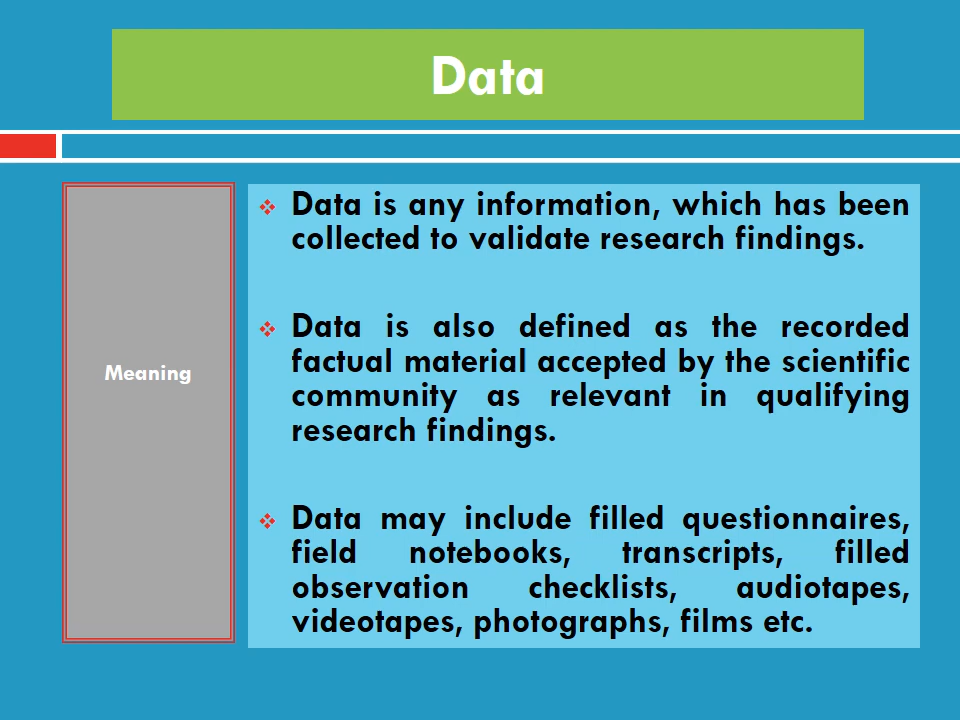 Data
Meaning
Data is any information, which has been
collected to validate research findings.
Data is also defined as the recorded
factual material accepted by the scientific
community as relevant in qualifying
research findings.
Data may include filled questionnaires,
field notebooks, transcripts, filled
observation checklists, audiotapes,
videotapes, photographs, films etc.